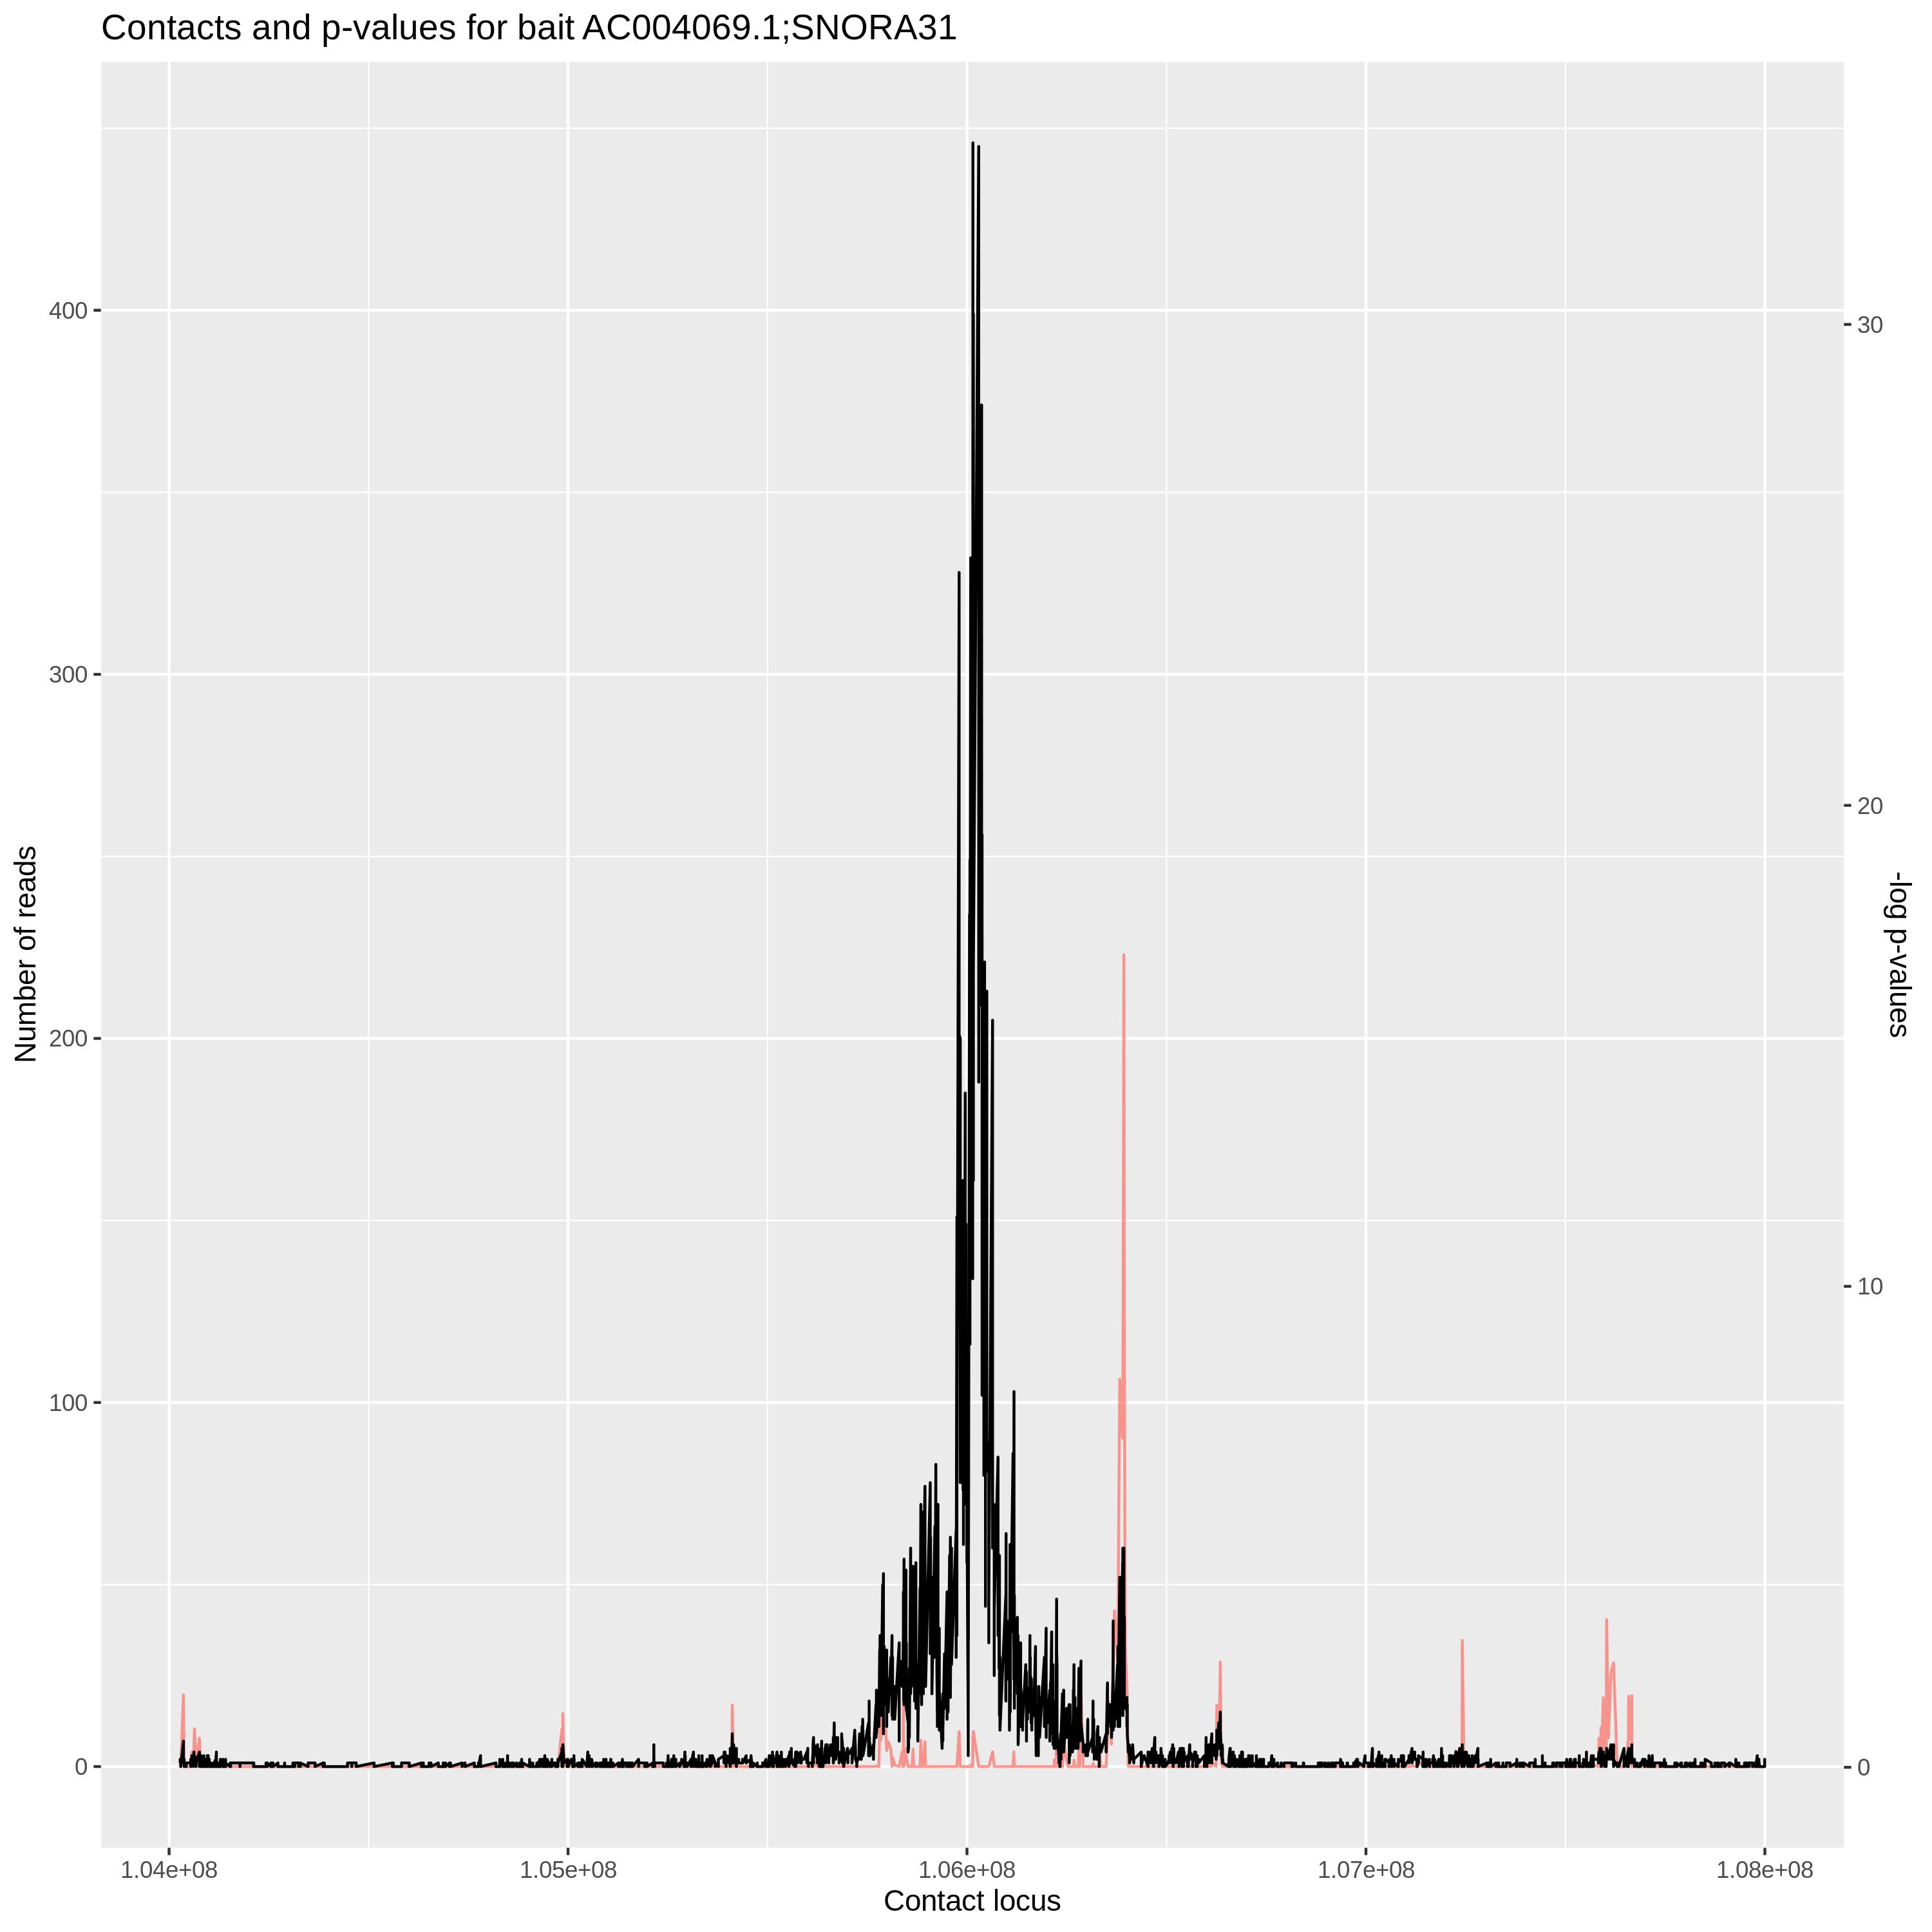 Contacts and p-values for bait AC004069.1;SNORA31
Number of reads
400
300
200
100
0
-log p-values
30
20
10
0
1.04e+08
1.05e+08
1.06e+08
1.07e+08
1.08e+08
Contact locus